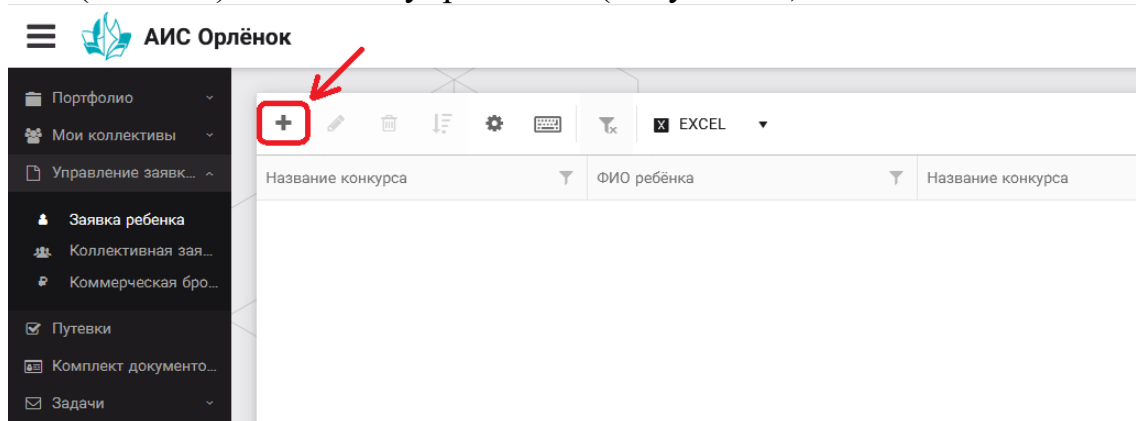 АИС Орлёнок
Портфолио
Мои коллективы
Управление заявк...
Заявка ребенка
Коллективная зая...
Коммерческая бро...
Путевки
Комплект документо...
Задачи
EXCEL
Название конкурса
ФИО ребёнка
Название конкурса